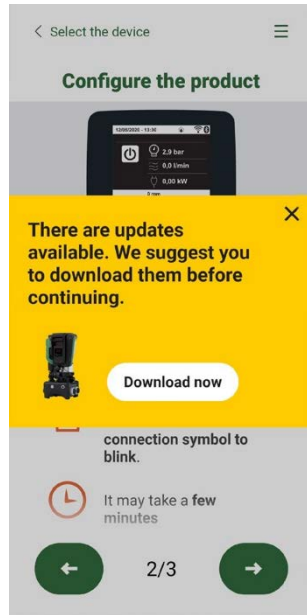 Select the device
Configure the product
12/06/2020 - 13:30
2,9 bar
0,0 l/min
0,00 kW
0 rpm
There are updates
available. We suggest you
to download them before
continuing.
Download now
connection symbol to
blink.
It may take a few
minutes
2/3